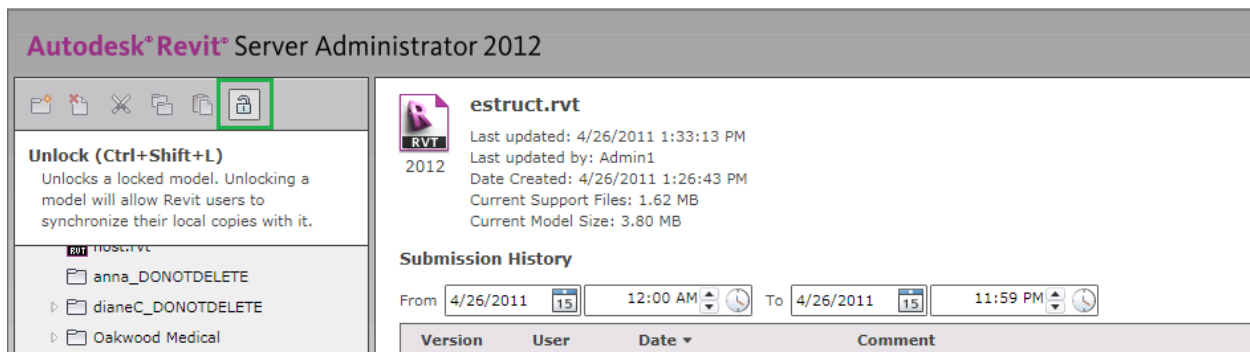 Autodesk® Revit® Server Administrator 2012
Unlock (Ctrl+Shift+L)
Unlocks a locked model. Unlocking a
model will allow Revit users to
synchronize their local copies with it.
host.rvt
anna_DONOTDELETE
dianeC_DONOTDELETE
Oakwood Medical
RVT
2012
estruct.rvt
Last updated: 4/26/2011 1:33:13 PM
Last updated by: Admin1
Date Created: 4/26/2011 1:26:43 PM
Current Support Files: 1.62 MB
Current Model Size: 3.80 MB
Submission History
From 4/26/2011 15 12:00 AM To 4/26/2011 15 11:59 PM
Version User Date Comment